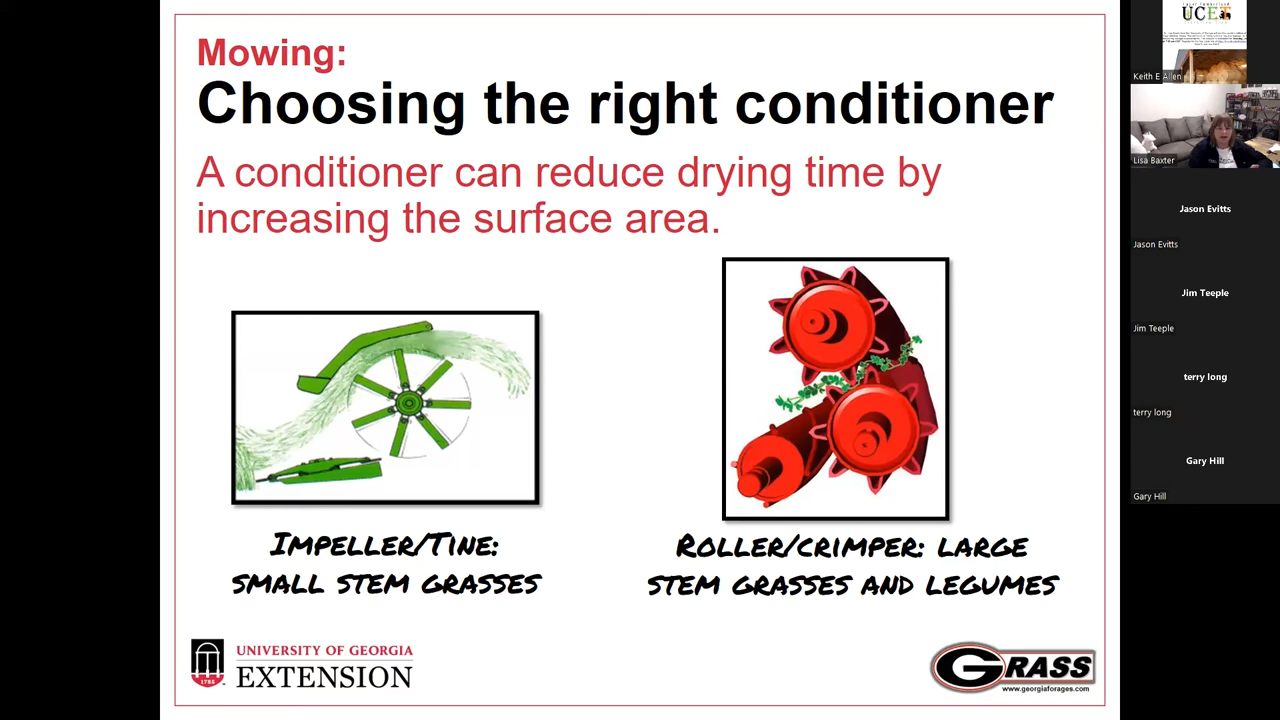 Mowing:
Choosing the right conditioner
A conditioner can reduce drying time by
increasing the surface area.
IMPELLER/TINE:
SMALL STEM GRASSES
ROLLER/CRIMPER: LARGE
STEM GRASSES AND LEGUMES
1785
UNIVERSITY OF GEORGIA
EXTENSION
GRASS
www.georgiaforages.com
UCET
Keith E Allen
Lisa Baxter
Jason Evitts
Jason Evitts
Jim Teeple
Jim Teeple
terry long
terry long
Gary Hill
Gary Hill